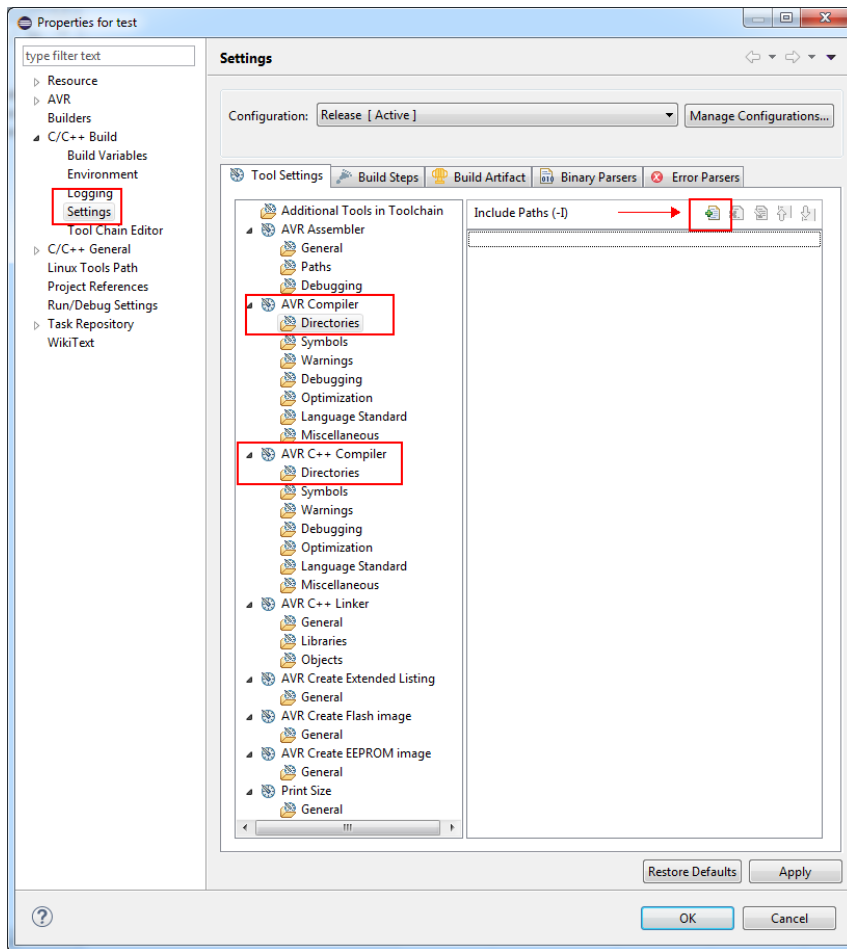 Properties for test
type filter text
Resource
AVR
Builders
C/C++ Build
Build Variables
Environment
Logging
Settings
Tool Chain Editor
C/C++ General
Linux Tools Path
Project References
Run/Debug Settings
Task Repository
WikiText
Settings
Configuration: Release [ Active ] Manage Configurations...
Tool Settings Build Steps Build Artifact Binary Parsers Error Parsers
Additional Tools in Toolchain
AVR Assembler
General
Paths
Debugging
AVR Compiler
Directories
Symbols
Warnings
Debugging
Optimization
Language Standard
Miscellaneous
AVR C++ Compiler
Directories
Symbols
Warnings
Debugging
Optimization
Language Standard
Miscellaneous
AVR C++ Linker
General
Libraries
Objects
AVR Create Extended Listing
General
AVR Create Flash image
General
AVR Create EEPROM image
General
Print Size
General
Include Paths (-I)
Restore Defaults Apply
OK Cancel